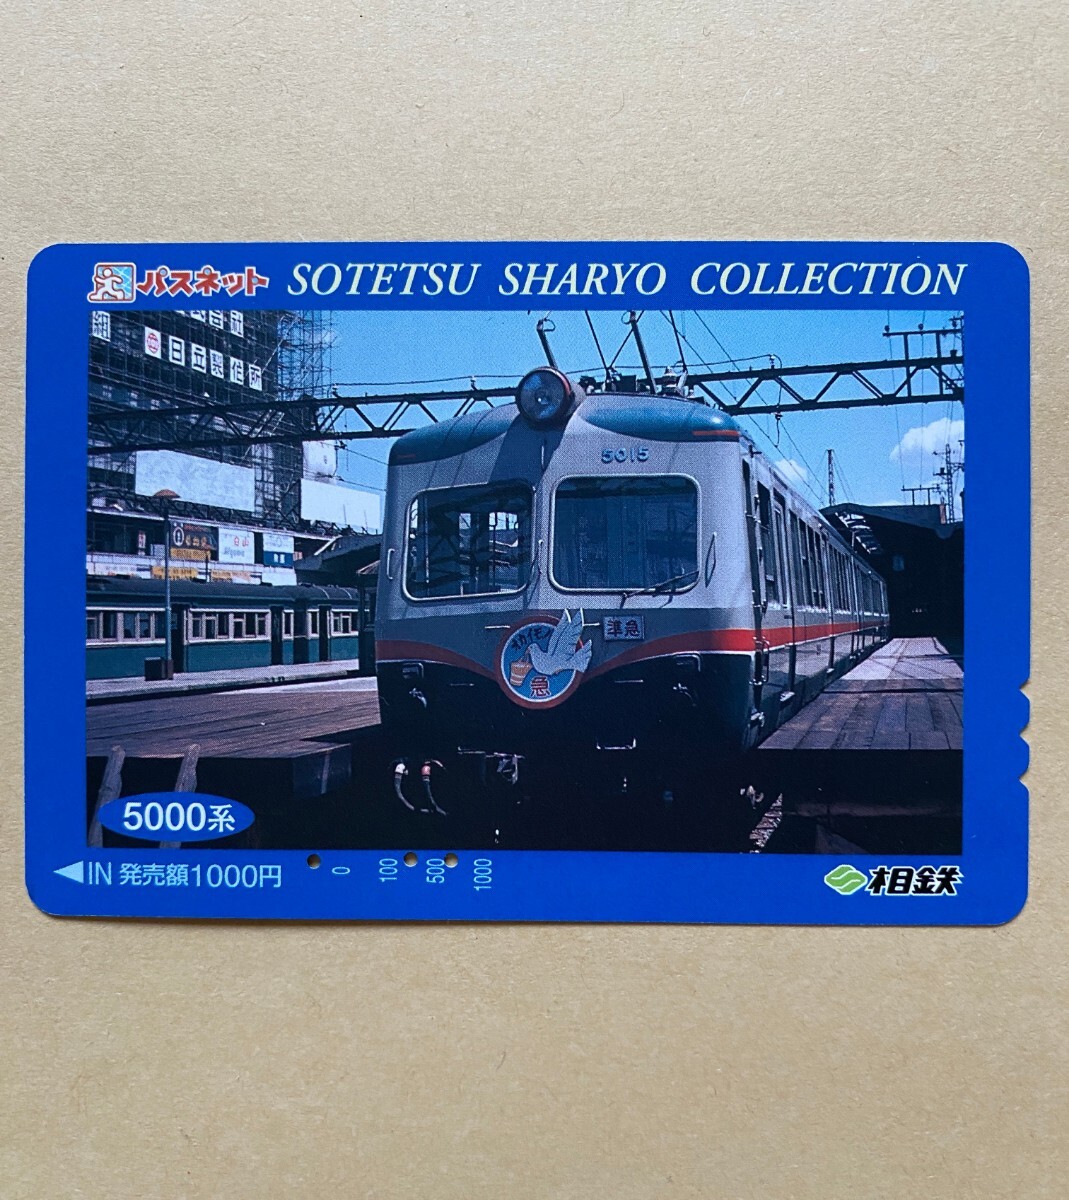 パスネット SOTETSU SHARYO COLLECTION
日立製作所
5015
準急
急
5000系
IN 発売額1000円
0 100 500 1000
相鉄